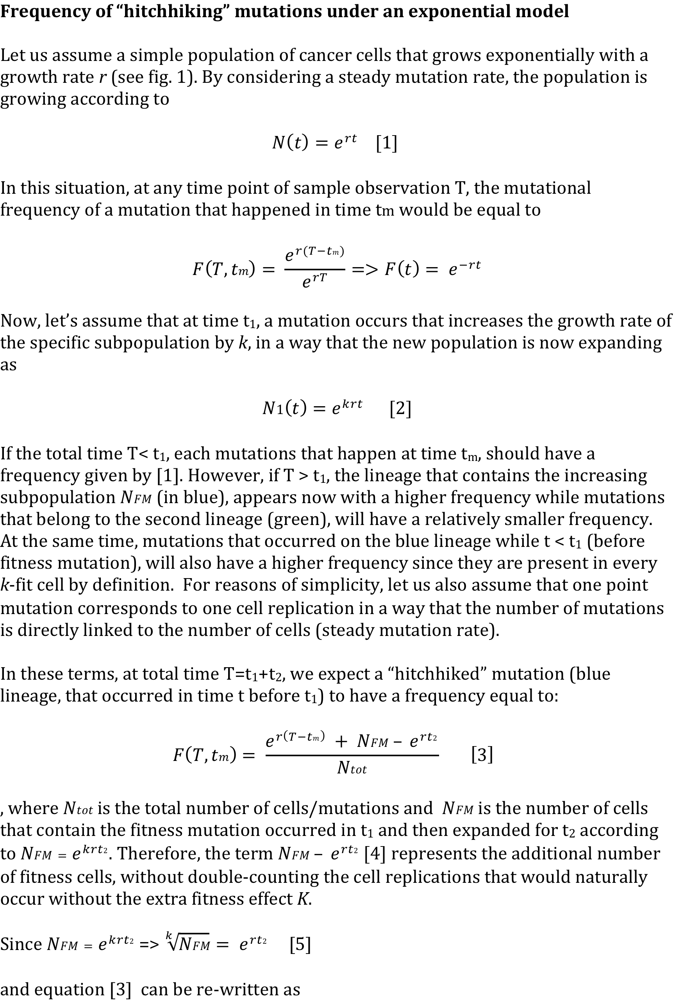 Frequency of “hitchhiking” mutations under an exponential model
Let us assume a simple population of cancer cells that grows exponentially with a
growth rate r (see fig. 1). By considering a steady mutation rate, the population is
growing according to
N(t) = e^{rt} [1]
In this situation, at any time point of sample observation T, the mutational
frequency of a mutation that happened in time t_m would be equal to
F(T, t_m) = \frac{e^{r(T-t_m)}}{e^{rT}} => F(t) = e^{-rt}
Now, let’s assume that at time t_1, a mutation occurs that increases the growth rate of
the specific subpopulation by k, in a way that the new population is now expanding
as
N_1(t) = e^{krt} [2]
If the total time T< t_1, each mutations that happen at time t_m, should have a
frequency given by [1]. However, if T > t_1, the lineage that contains the increasing
subpopulation N_{FM} (in blue), appears now with a higher frequency while mutations
that belong to the second lineage (green), will have a relatively smaller frequency.
At the same time, mutations that occurred on the blue lineage while t < t_1 (before
fitness mutation), will also have a higher frequency since they are present in every
k-fit cell by definition.  For reasons of simplicity, let us also assume that one point
mutation corresponds to one cell replication in a way that the number of mutations
is directly linked to the number of cells (steady mutation rate).
In these terms, at total time T=t_1+t_2, we expect a “hitchhiked” mutation (blue
lineage, that occurred in time t before t_1) to have a frequency equal to:
F(T, t_m) = \frac{e^{r(T-t_m)} + N_{FM} – e^{rt_2}}{N_{tot}} [3]
, where N_{tot} is the total number of cells/mutations and  N_{FM} is the number of cells
that contain the fitness mutation occurred in t_1 and then expanded for t_2 according
to N_{FM} = e^{krt_2}. Therefore, the term N_{FM} – e^{rt_2} [4] represents the additional number
of fitness cells, without double-counting the cell replications that would naturally
occur without the extra fitness effect K.
Since N_{FM} = e^{krt_2} => \sqrt[k]{N_{FM}} = e^{rt_2} [5]
and equation [3]  can be re-written as